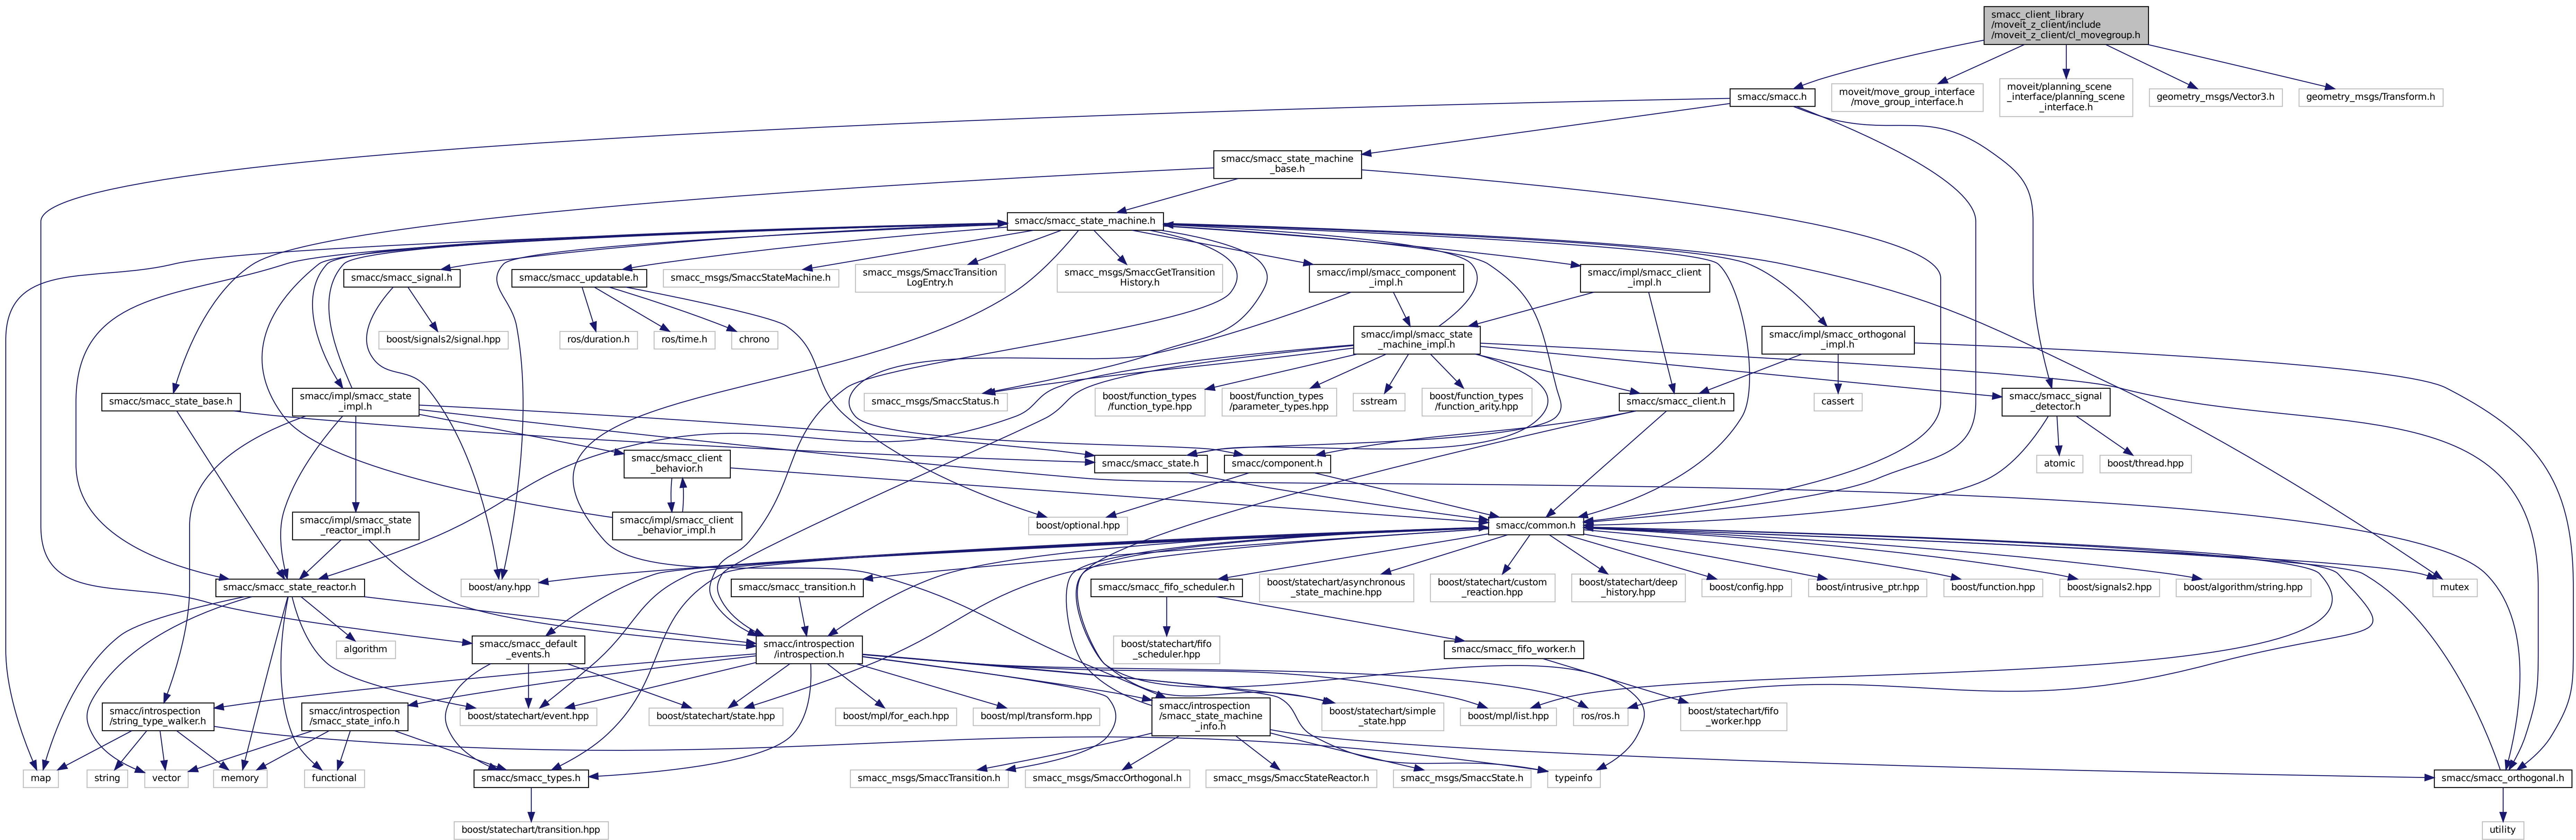 smacc_client_library
/moveit_z_client/include
/moveit_z_client/cl_movegroup.h
smacc/smacc.h
moveit/move_group_interface
/move_group_interface.h
moveit/planning_scene
_interface/planning_scene
_interface.h
geometry_msgs/Vector3.h
geometry_msgs/Transform.h
smacc/smacc_state_machine
_base.h
smacc/smacc_state_machine.h
smacc/smacc_signal.h
smacc/smacc_updatable.h
smacc_msgs/SmaccStateMachine.h
smacc_msgs/SmaccTransition
LogEntry.h
smacc_msgs/SmaccGetTransition
History.h
smacc/impl/smacc_component
_impl.h
smacc/impl/smacc_client
_impl.h
boost/signals2/signal.hpp
ros/duration.h
ros/time.h
chrono
smacc/impl/smacc_state
_machine_impl.h
smacc/impl/smacc_orthogonal
_impl.h
smacc/smacc_state_base.h
smacc/impl/smacc_state
_impl.h
smacc_msgs/SmaccStatus.h
boost/function_types
/function_type.hpp
boost/function_types
/parameter_types.hpp
sstream
boost/function_types
/function_arity.hpp
smacc/smacc_client.h
cassert
smacc/smacc_signal
_detector.h
smacc/smacc_client
_behavior.h
smacc/smacc_state.h
smacc/component.h
atomic
boost/thread.hpp
smacc/impl/smacc_state
_reactor_impl.h
smacc/impl/smacc_client
_behavior_impl.h
boost/optional.hpp
smacc/common.h
smacc/smacc_state_reactor.h
boost/any.hpp
smacc/smacc_transition.h
smacc/smacc_fifo_scheduler.h
boost/statechart/asynchronous
_state_machine.hpp
boost/statechart/custom
_reaction.hpp
boost/statechart/deep
_history.hpp
boost/config.hpp
boost/intrusive_ptr.hpp
boost/function.hpp
boost/signals2.hpp
boost/algorithm/string.hpp
mutex
algorithm
smacc/smacc_default
_events.h
smacc/introspection
/introspection.h
boost/statechart/fifo
_scheduler.hpp
smacc/smacc_fifo_worker.h
smacc/introspection
/string_type_walker.h
smacc/introspection
/smacc_state_info.h
boost/statechart/event.hpp
boost/statechart/state.hpp
boost/mpl/for_each.hpp
boost/mpl/transform.hpp
smacc/introspection
/smacc_state_machine
_info.h
boost/statechart/simple
_state.hpp
boost/mpl/list.hpp
ros/ros.h
boost/statechart/fifo
_worker.hpp
map
string
vector
memory
functional
smacc/smacc_types.h
smacc_msgs/SmaccTransition.h
smacc_msgs/SmaccOrthogonal.h
smacc_msgs/SmaccStateReactor.h
smacc_msgs/SmaccState.h
typeinfo
smacc/smacc_orthogonal.h
boost/statechart/transition.hpp
utility